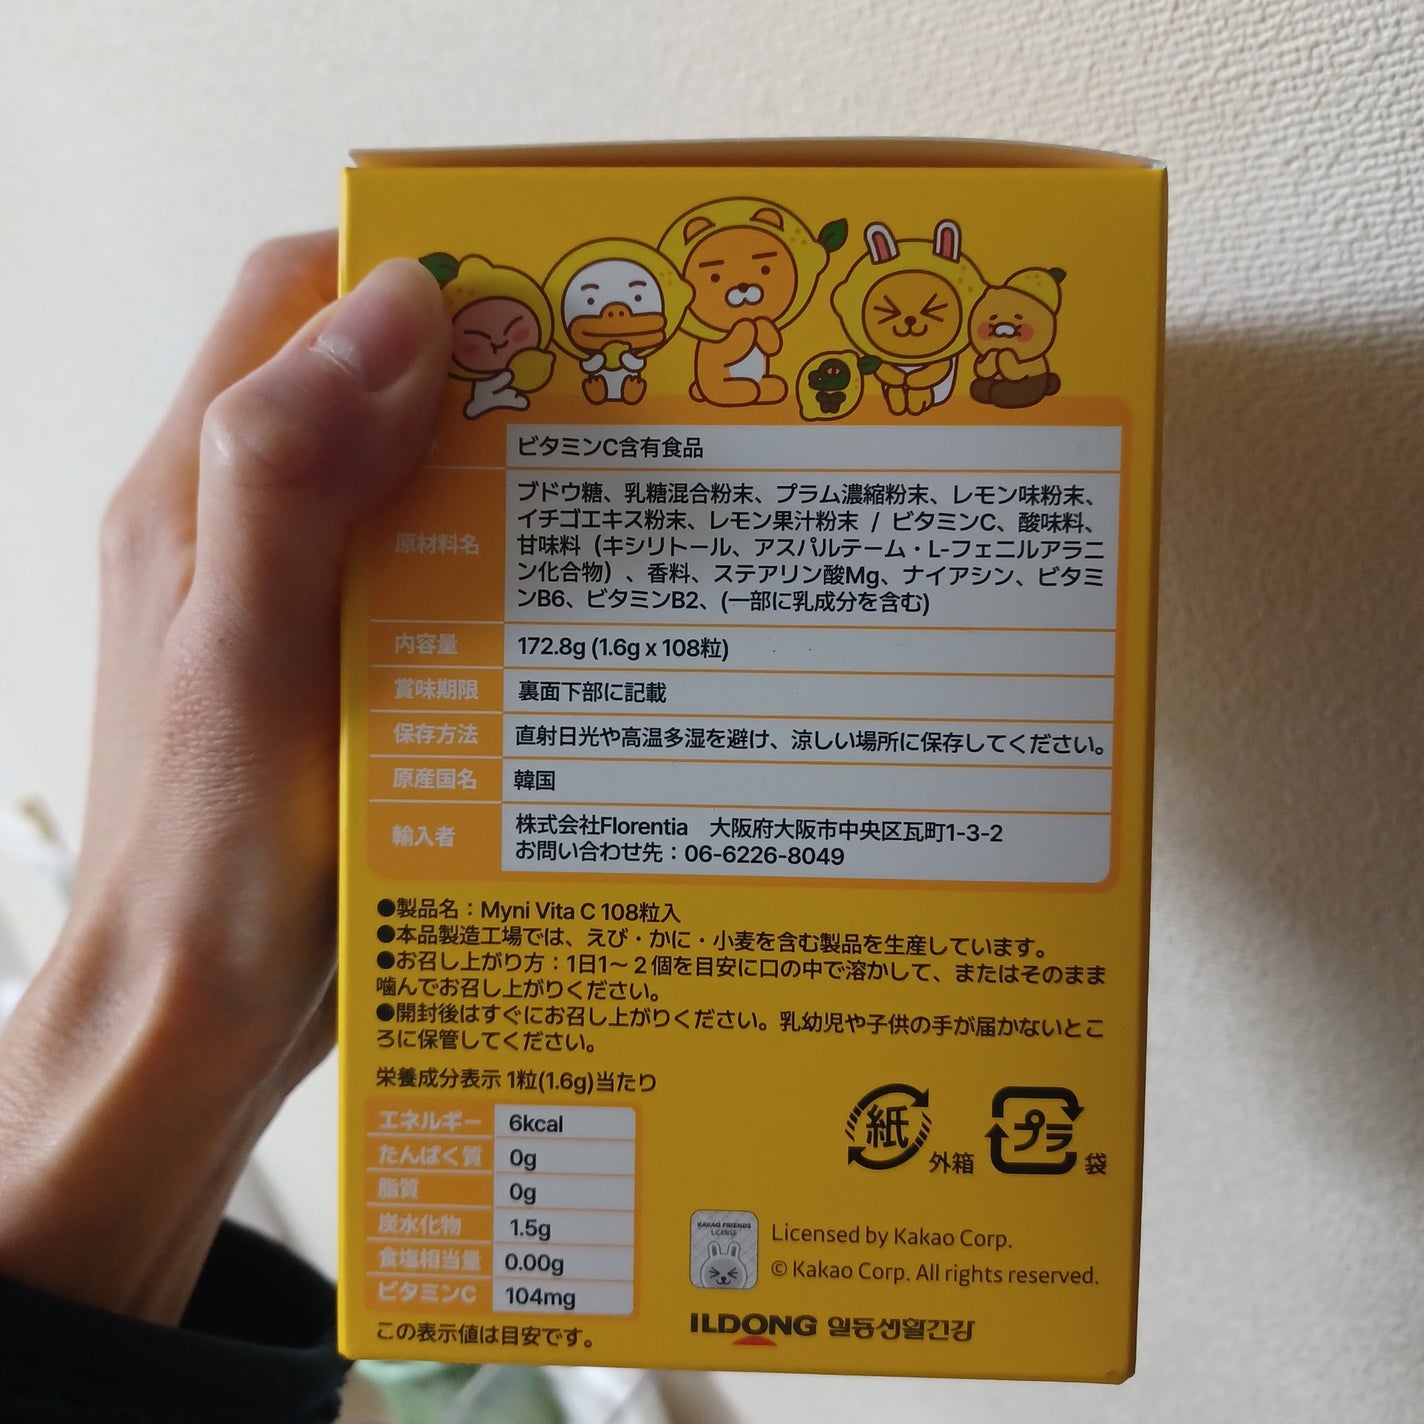 ビタミンC含有食品
原材料名
ブドウ糖、乳糖混合粉末、プラム濃縮粉末、レモン味粉末、
イチゴエキス粉末、レモン果汁粉末 / ビタミンC、酸味料、
甘味料（キシリトール、アスパルテーム・L-フェニルアラニ
ン化合物）、香料、ステアリン酸Mg、ナイアシン、ビタミ
ンB6、ビタミンB2、(一部に乳成分を含む)
内容量 172.8g (1.6g x 108粒)
賞味期限 裏面下部に記載
保存方法 直射日光や高温多湿を避け、涼しい場所に保存してください。
原産国名 韓国
輸入者
株式会社Florentia 大阪府大阪市中央区瓦町1-3-2
お問い合わせ先：06-6226-8049
●製品名：Myni Vita C 108粒入
●本品製造工場では、えび・かに・小麦を含む製品を生産しています。
●お召し上がり方：1日1～2個を目安に口の中で溶かして、またはそのまま
噛んでお召し上がりください。
●開封後はすぐにお召し上がりください。乳幼児や子供の手が届かないとこ
ろに保管してください。
栄養成分表示 1粒(1.6g)当たり
エネルギー 6kcal
たんぱく質 0g
脂質 0g
炭水化物 1.5g
食塩相当量 0.00g
ビタミンC 104mg
この表示値は目安です。
紙 外箱
プラ 袋
KAKAO FRIENDS
LICENSE
Licensed by Kakao Corp.
© Kakao Corp. All rights reserved.
ILDONG 일동생활건강